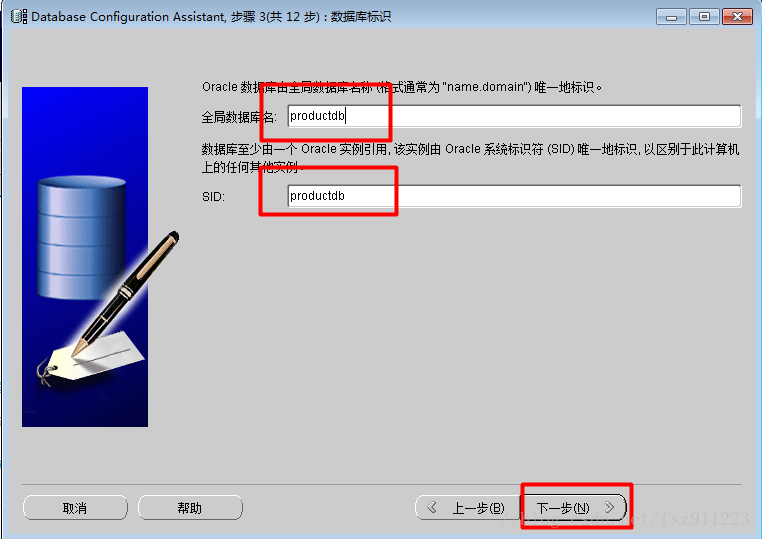 Database Configuration Assistant, 步骤 3(共 12 步) : 数据库标识
Oracle 数据库由全局数据库名称 (格式通常为 "name.domain") 唯一地标识。
全局数据库名: productdb
数据库至少由一个 Oracle 实例引用, 该实例由 Oracle 系统标识符 (SID) 唯一地标识, 以区别于此计算机
上的任何其他实例。
SID: productdb
取消 帮助 上一步(B) 下一步(N)
net/fsz911223